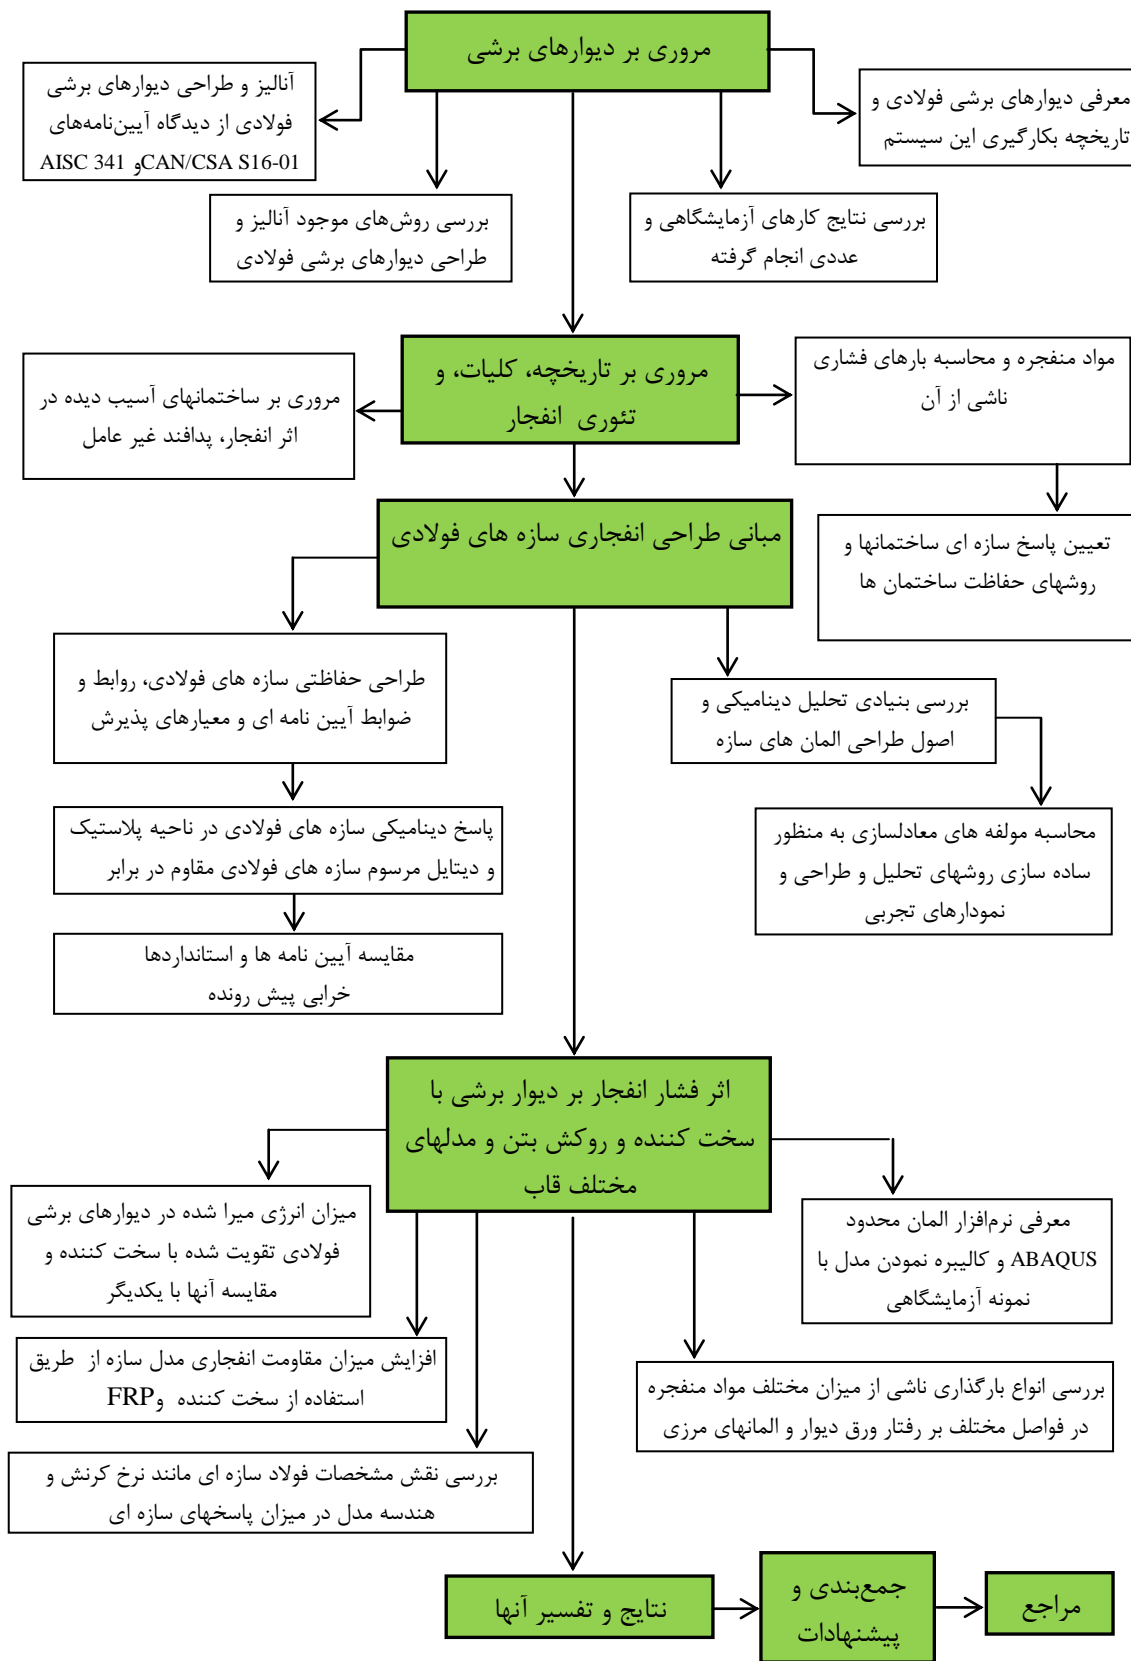 مروری بر دیوارهای برشی
معرفی دیوارهای برشی فولادی و
تاریخچه بکارگیری این سیستم
آنالیز و طراحی دیوارهای برشی
فولادی از دیدگاه آیین‌نامه‌های
CAN/CSA S16-01و AISC 341
بررسی نتایج کارهای آزمایشگاهی و
عددی انجام گرفته
بررسی روش‌های موجود آنالیز و
طراحی دیوارهای برشی فولادی
مروری بر تاریخچه، کلیات، و
تئوری انفجار
مواد منفجره و محاسبه بارهای فشاری
ناشی از آن
مروری بر ساختمانهای آسیب دیده در
اثر انفجار، پدافند غیر عامل
تعیین پاسخ سازه ای ساختمانها و
روشهای حفاظت ساختمان ها
مبانی طراحی انفجاری سازه های فولادی
بررسی بنیادی تحلیل دینامیکی و
اصول طراحی المان های سازه
طراحی حفاظتی سازه های فولادی، روابط و
ضوابط آیین نامه ای و معیارهای پذیرش
محاسبه مولفه های معادلسازی به منظور
ساده سازی روشهای تحلیل و طراحی و
نمودارهای تجربی
پاسخ دینامیکی سازه های فولادی در ناحیه پلاستیک
و دیتایل مرسوم سازه های فولادی مقاوم در برابر
مقایسه آیین نامه ها و استانداردها
خرابی پیش رونده
اثر فشار انفجار بر دیوار برشی با
سخت کننده و روکش بتن و مدلهای
مختلف قاب
معرفی نرم‌افزار المان محدود
ABAQUS و کالیبره نمودن مدل با
نمونه آزمایشگاهی
میزان انرژی میرا شده در دیوارهای برشی
فولادی تقویت شده با سخت کننده و
مقایسه آنها با یکدیگر
بررسی انواع بارگذاری ناشی از میزان مختلف مواد منفجره
در فواصل مختلف بر رفتار ورق دیوار و المانهای مرزی
افزایش میزان مقاومت انفجاری مدل سازه از طریق
استفاده از سخت کننده وFRP
بررسی نقش مشخصات فولاد سازه ای مانند نرخ کرنش و
هندسه مدل در میزان پاسخهای سازه ای
نتایج و تفسیر آنها
جمع‌بندی و
پیشنهادات
مراجع